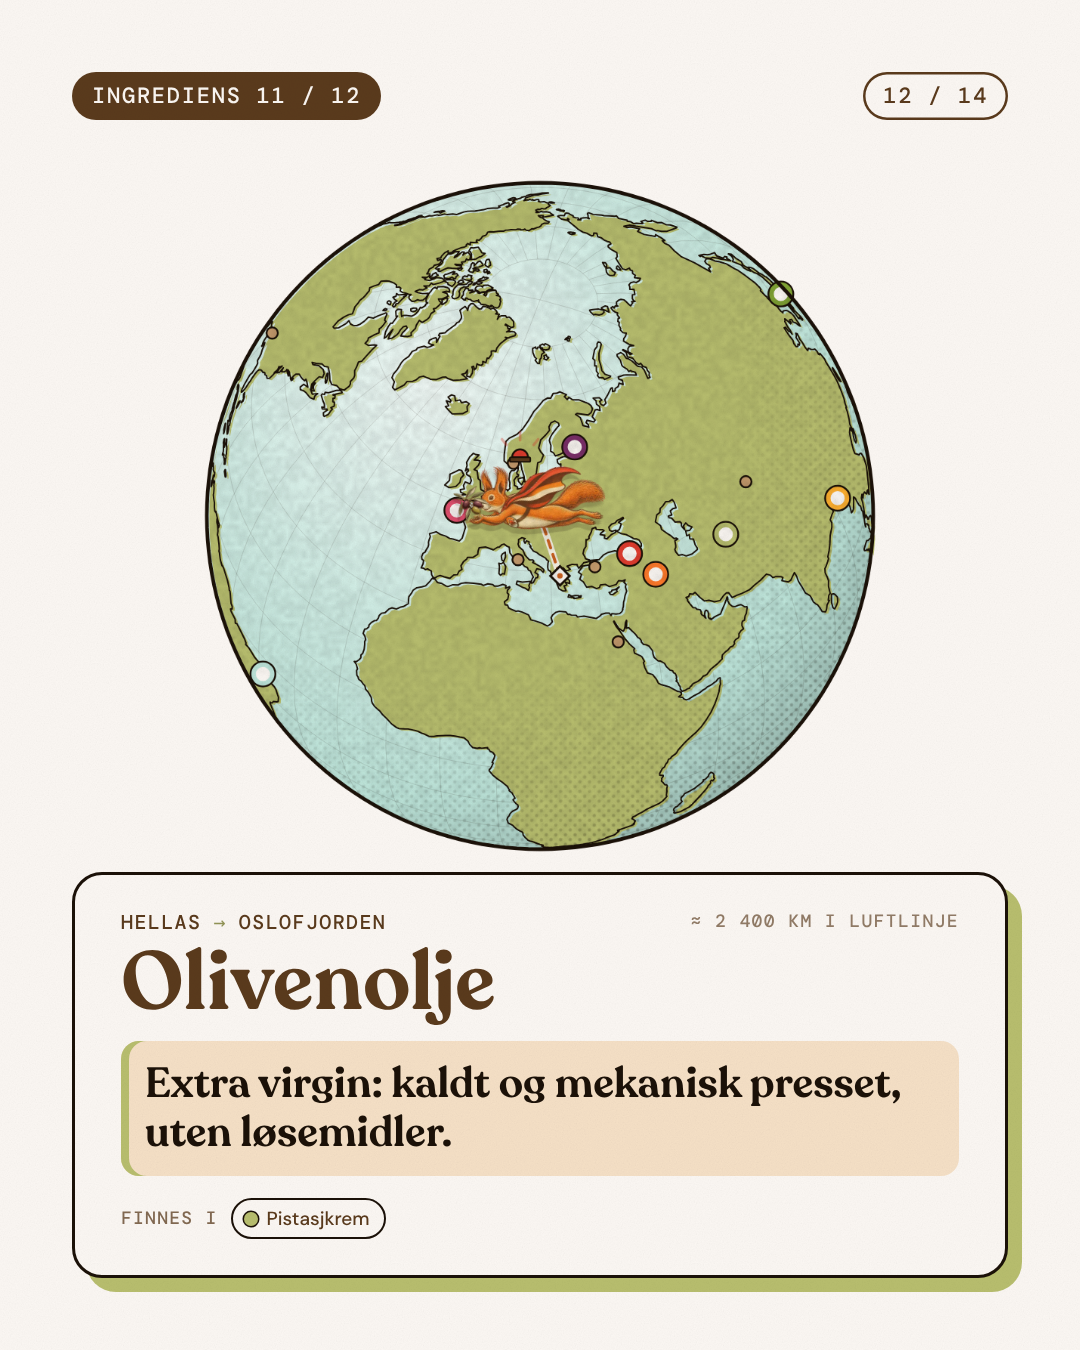 INGREDIENS 11 / 12
12 / 14
HELLAS → OSLOFJORDEN
≈ 2 400 KM I LUFTLINJE
Olivenolje
Extra virgin: kaldt og mekanisk presset,
uten løsemidler.
FINNES I
Pistasjkrem